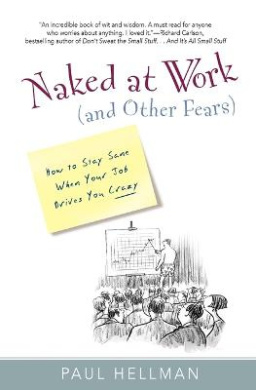 "An incredible book of wit and wisdom. A must read for anyone
who worries about anything. I loved it."—Richard Carlson,
bestselling author of Don't Sweat the Small Stuff. . .And It's All Small Stuff
Naked at Work
(and Other Fears)
How to Stay Sane
When Your Job
Drives You Crazy
PAUL HELLMAN